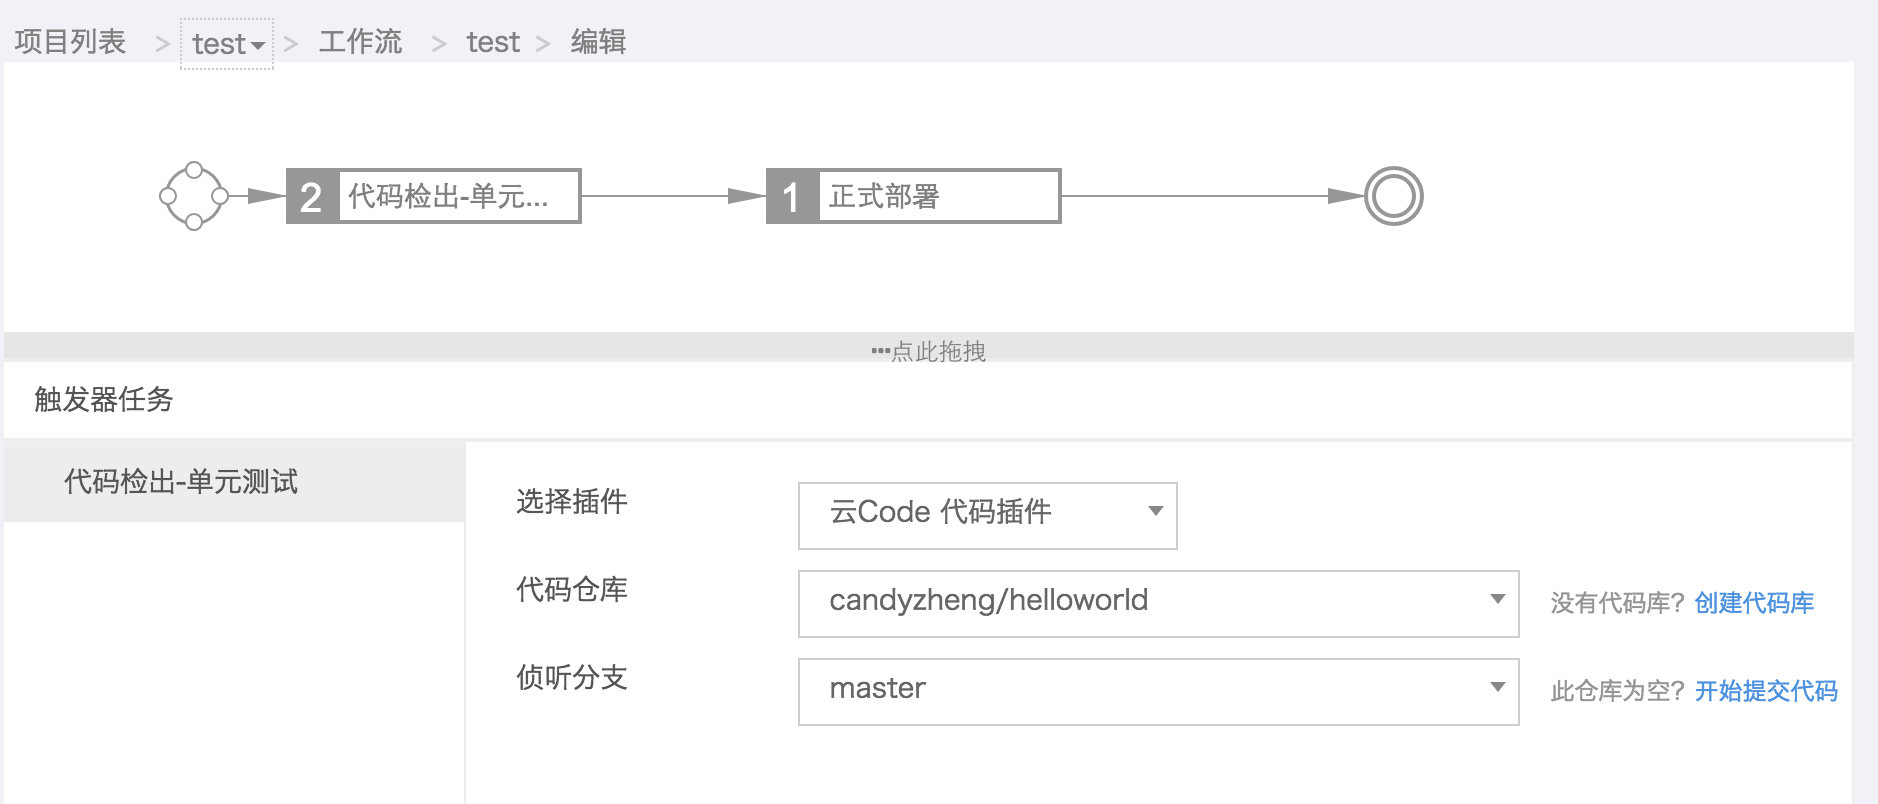 项目列表 > test > 工作流 > test > 编辑
2 代码检出-单元... 1 正式部署
点此拖拽
触发器任务
代码检出-单元测试
选择插件 云Code 代码插件
代码仓库 candyzheng/helloworld 没有代码库? 创建代码库
侦听分支 master 此仓库为空? 开始提交代码